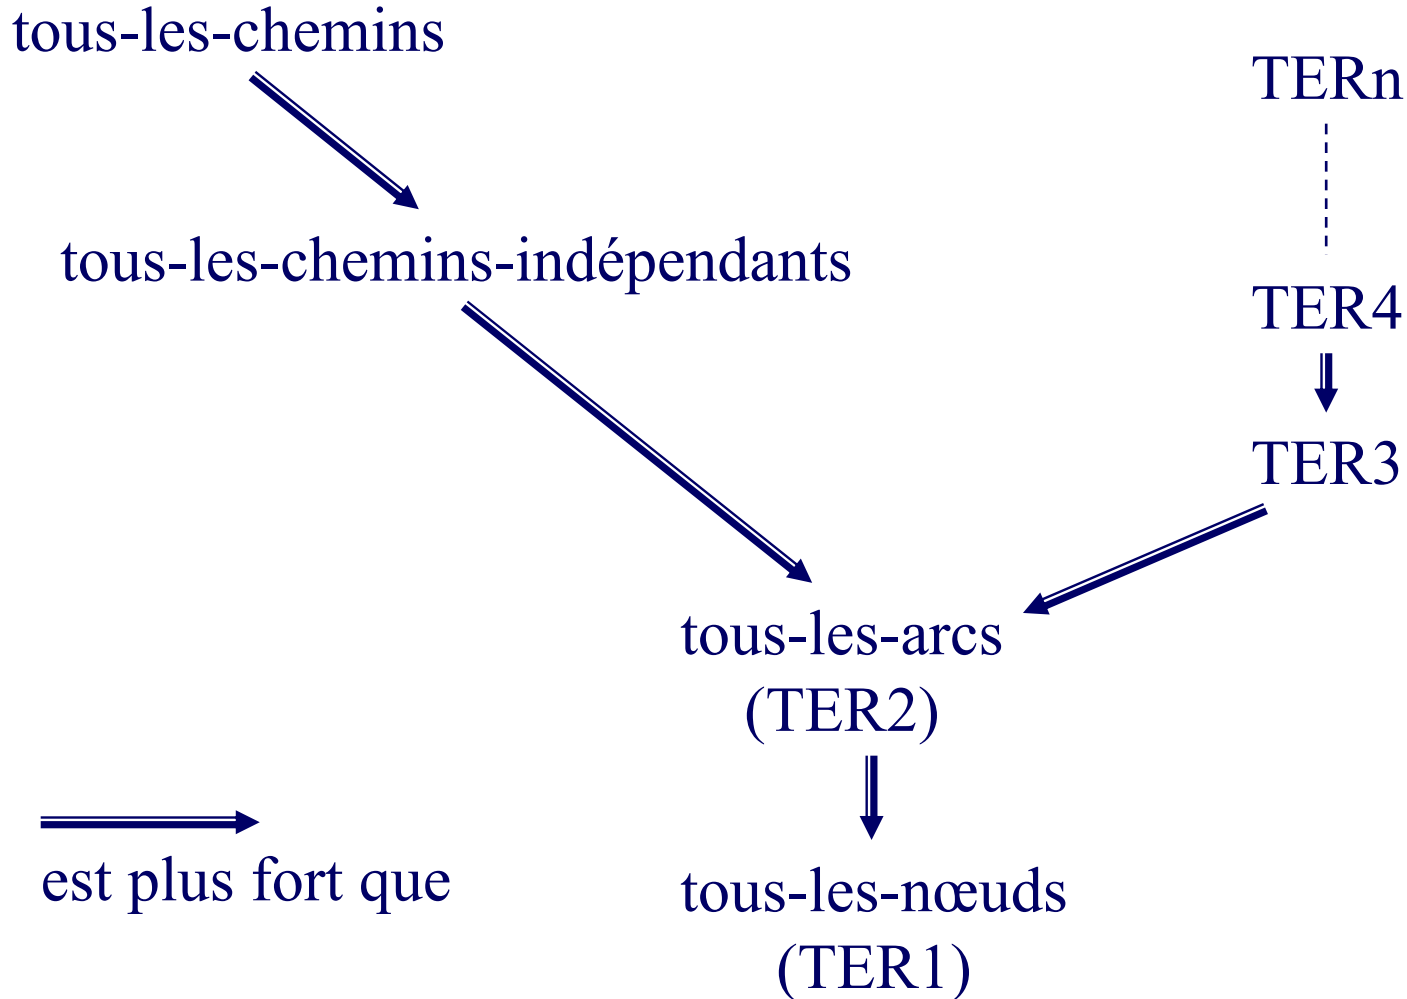 tous-les-chemins
TERn
tous-les-chemins-indépendants
TER4
TER3
tous-les-arcs
(TER2)
est plus fort que
tous-les-nœuds
(TER1)